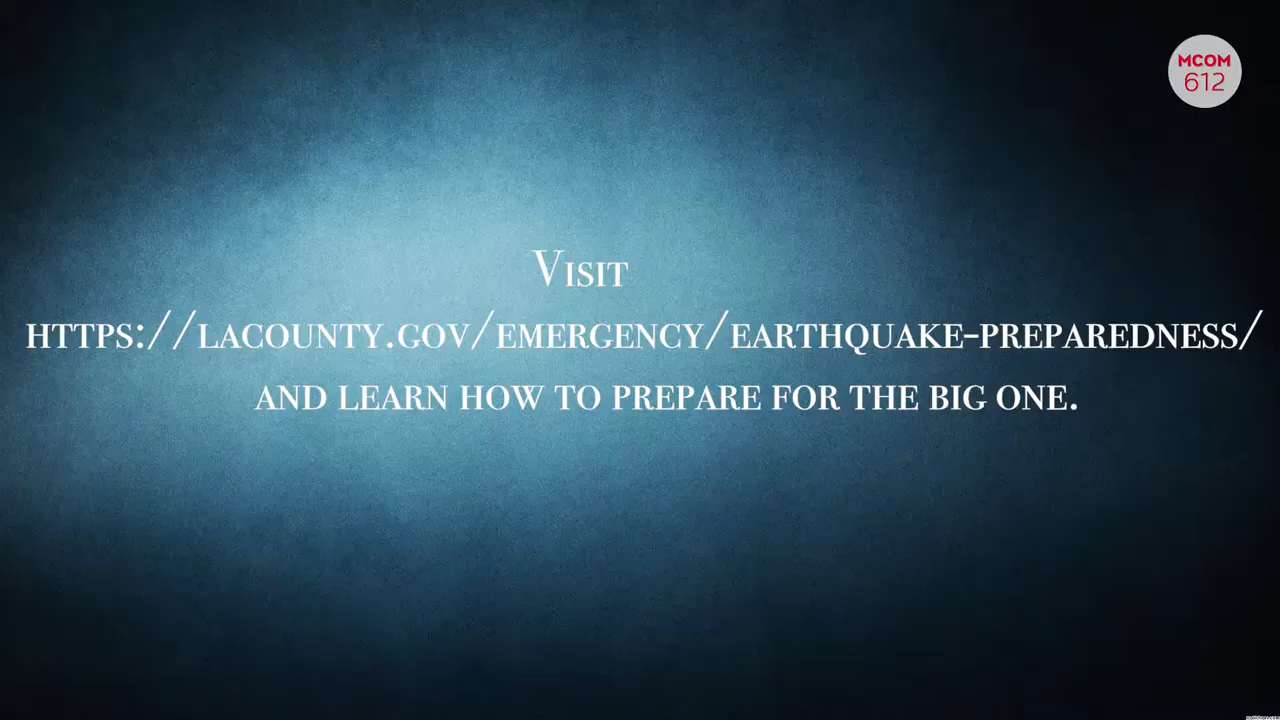 MCOM
612
Visit
https://lacounty.gov/emergency/earthquake-preparedness/
and learn how to prepare for the big one.